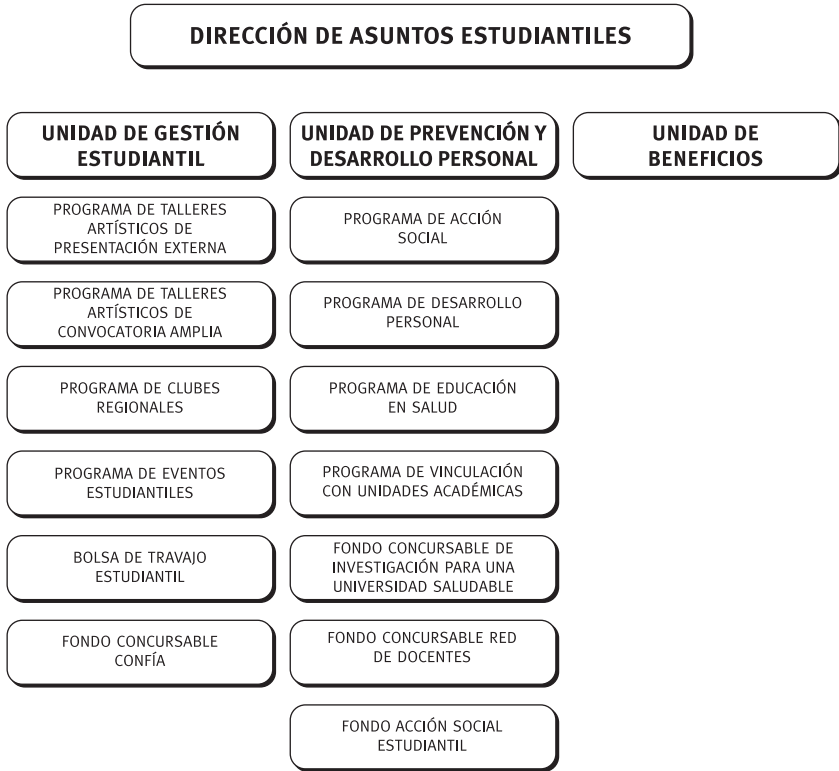 DIRECCIÓN DE ASUNTOS ESTUDIANTILES
UNIDAD DE GESTIÓN
ESTUDIANTIL
PROGRAMA DE TALLERES
ARTÍSTICOS DE
PRESENTACIÓN EXTERNA
PROGRAMA DE TALLERES
ARTÍSTICOS DE
CONVOCATORIA AMPLIA
PROGRAMA DE CLUBES
REGIONALES
PROGRAMA DE EVENTOS
ESTUDIANTILES
BOLSA DE TRAVAJO
ESTUDIANTIL
FONDO CONCURSABLE
CONFÍA
UNIDAD DE PREVENCIÓN Y
DESARROLLO PERSONAL
PROGRAMA DE ACCIÓN
SOCIAL
PROGRAMA DE DESARROLLO
PERSONAL
PROGRAMA DE EDUCACIÓN
EN SALUD
PROGRAMA DE VINCULACIÓN
CON UNIDADES ACADÉMICAS
FONDO CONCURSABLE DE
INVESTIGACIÓN PARA UNA
UNIVERSIDAD SALUDABLE
FONDO CONCURSABLE RED
DE DOCENTES
FONDO ACCIÓN SOCIAL
ESTUDIANTIL
UNIDAD DE
BENEFICIOS